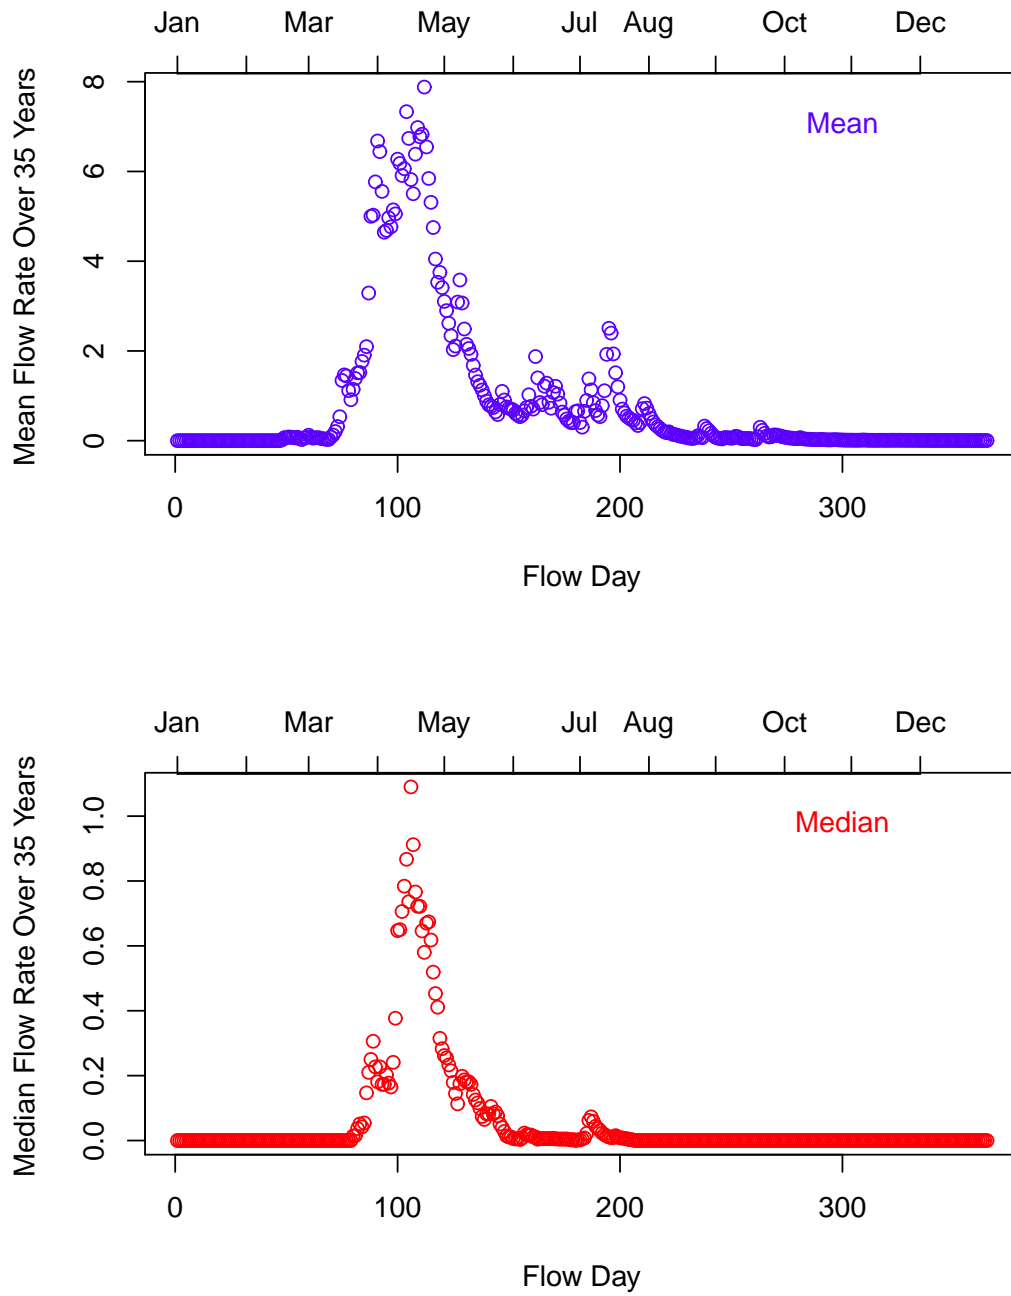 Jan Mar May Jul Aug Oct Dec
Mean Flow Rate Over 35 Years
8
6
4
2
0
Mean
0 100 200 300
Flow Day
Jan Mar May Jul Aug Oct Dec
Median Flow Rate Over 35 Years
1.0
0.8
0.6
0.4
0.2
0.0
Median
0 100 200 300
Flow Day